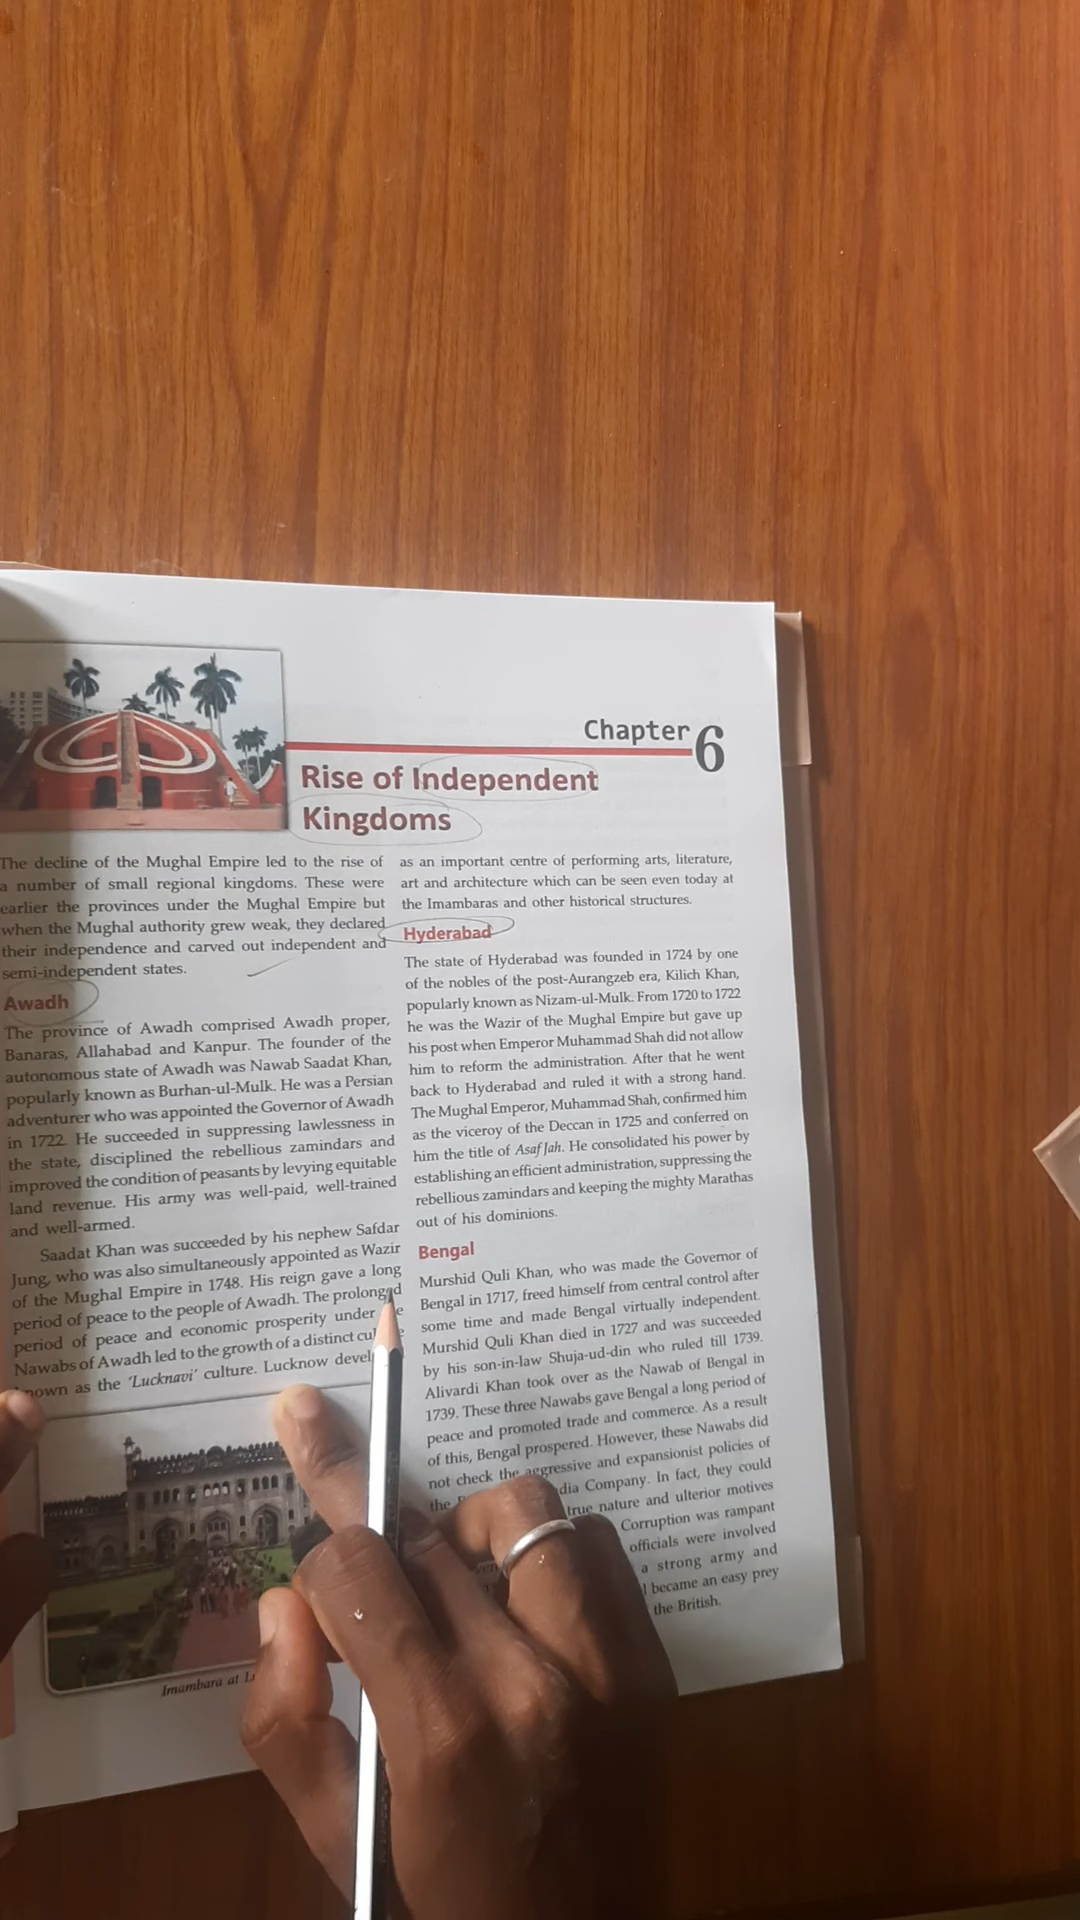 Chapter 6
Rise of Independent
Kingdoms
The decline of the Mughal Empire led to the rise of
a number of small regional kingdoms. These were
earlier the provinces under the Mughal Empire but
when the Mughal authority grew weak, they declared
their independence and carved out independent and
semi-independent states.
Awadh
The province of Awadh comprised Awadh proper,
Banaras, Allahabad and Kanpur. The founder of the
autonomous state of Awadh was Nawab Saadat Khan,
popularly known as Burhan-ul-Mulk. He was a Persian
adventurer who was appointed the Governor of Awadh
in 1722. He succeeded in suppressing lawlessness in
the state, disciplined the rebellious zamindars and
improved the condition of peasants by levying equitable
land revenue. His army was well-paid, well-trained
and well-armed.
Saadat Khan was succeeded by his nephew Safdar
Jung, who was also simultaneously appointed as Wazir
of the Mughal Empire in 1748. His reign gave a long
period of peace to the people of Awadh. The prolonged
period of peace and economic prosperity under
Nawabs of Awadh led to the growth of a distinct
as the 'Lucknavi' culture. Lucknow
Imambara at
as an important centre of performing arts, literature,
art and architecture which can be seen even today at
the Imambaras and other historical structures.
Hyderabad
The state of Hyderabad was founded in 1724 by one
of the nobles of the post-Aurangzeb era, Kilich Khan,
popularly known as Nizam-ul-Mulk. From 1720 to 1722
he was the Wazir of the Mughal Empire but gave up
his post when Emperor Muhammad Shah did not allow
him to reform the administration. After that he went
back to Hyderabad and ruled it with a strong hand.
The Mughal Emperor, Muhammad Shah, confirmed him
as the viceroy of the Deccan in 1725 and conferred on
him the title of Asaf Jah. He consolidated his power by
establishing an efficient administration, suppressing the
rebellious zamindars and keeping the mighty Marathas
out of his dominions.
Bengal
Murshid Quli Khan, who was made the Governor of
Bengal in 1717, freed himself from central control after
some time and made Bengal virtually independent.
Murshid Quli Khan died in 1727 and was succeeded
by his son-in-law Shuja-ud-din who ruled till 1739.
Alivardi Khan took over as the Nawab of Bengal in
1739. These three Nawabs gave Bengal a long period of
peace and promoted trade and commerce. As a result
of this, Bengal prospered. However, these Nawabs did
not check the aggressive and expansionist policies of
the Company. In fact, they could
true nature and ulterior motives
Corruption was rampant
officials were involved
a strong army and
became an easy prey
the British.